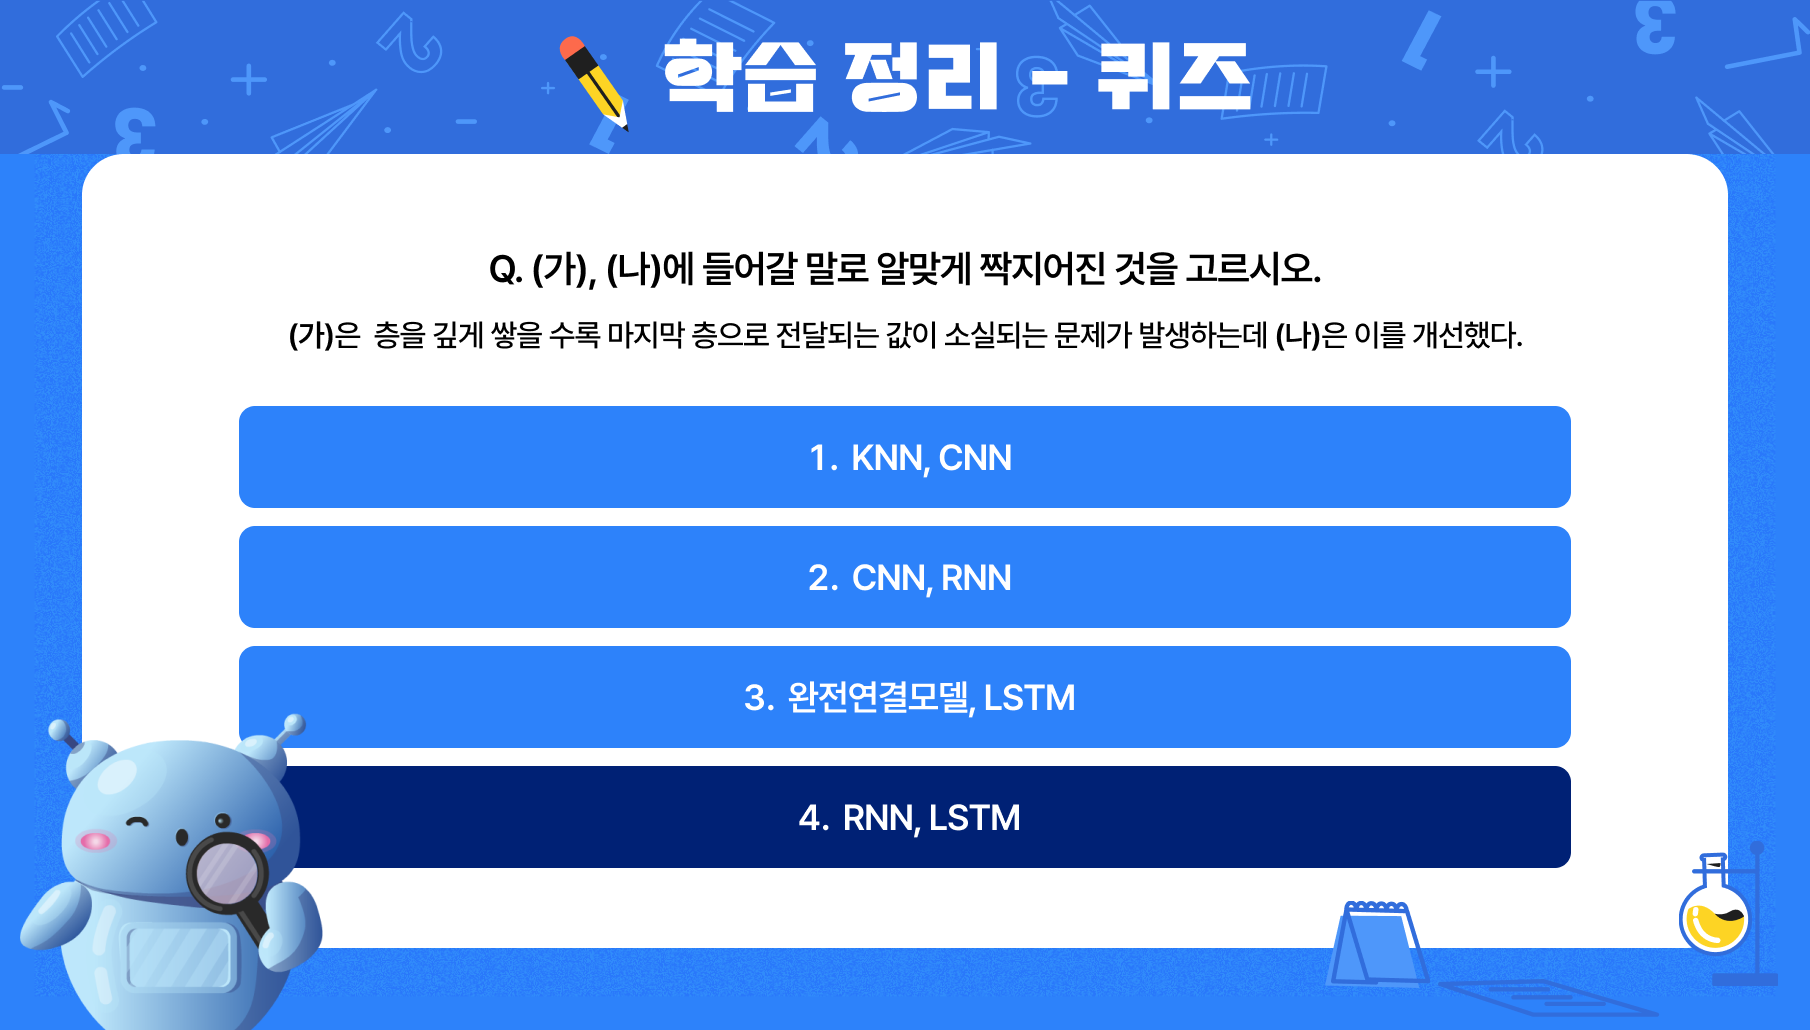 학습 정리 - 퀴즈
Q. (가), (나)에 들어갈 말로 알맞게 짝지어진 것을 고르시오.
(가)은 층을 깊게 쌓을 수록 마지막 층으로 전달되는 값이 소실되는 문제가 발생하는데 (나)은 이를 개선했다.
1. KNN, CNN
2. CNN, RNN
3. 완전연결모델, LSTM
4. RNN, LSTM